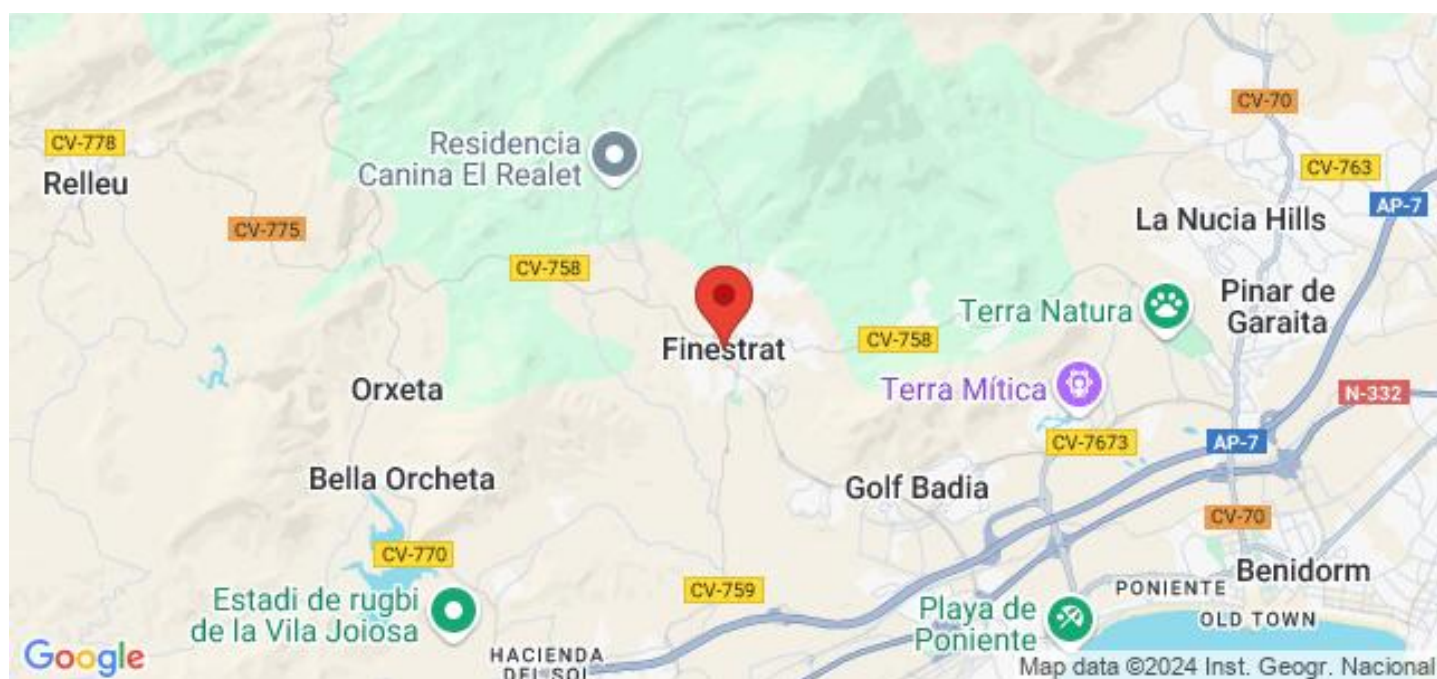 CV-70
CV-778
Residencia
Canina El Realet
CV-763
Relleu
AP-7
La Nucia Hills
CV-775
CV-758
Pinar de
Garaita
Terra Natura
CV-758
Finestrat
Orxeta
Terra Mítica
N-332
CV-7673
AP-7
Bella Orcheta
Golf Badia
CV-70
CV-770
Benidorm
CV-759
PONIENTE
Estadi de rugbi
de la Vila Joiosa
Playa de
Poniente
OLD TOWN
HACIENDA
DEL SOL
Google
Map data ©2024 Inst. Geogr. Nacional